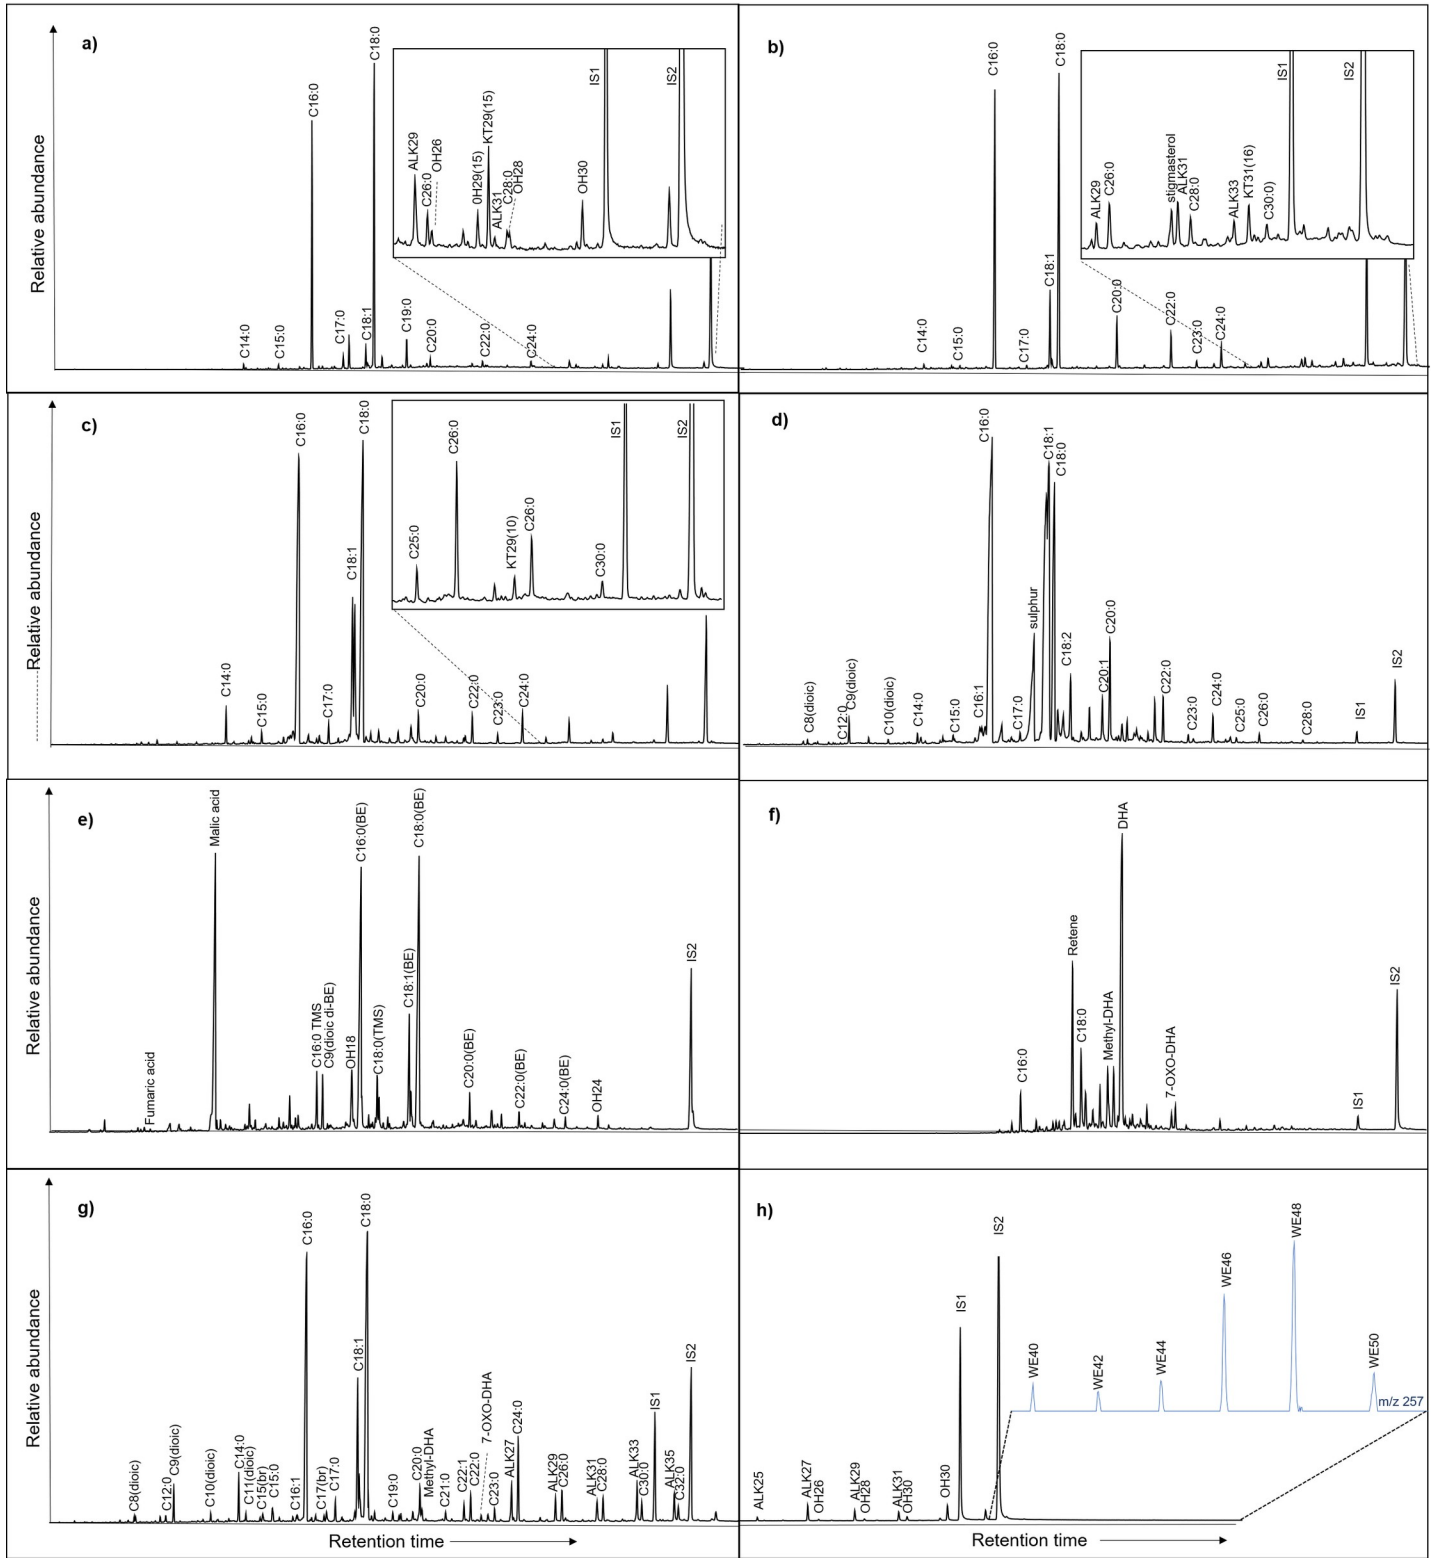 a)
Relative abundance
C14:0
C15:0
C16:0
C17:0
C18:1
C18:0
C19:0
C20:0
C22:0
C24:0
ALK29
C26:0
OH26
0H29(15)
KT29(15)
ALK31
C28:0
OH28
OH30
IS1
IS2
b)
C14:0
C15:0
C16:0
C17:0
C18:1
C18:0
C20:0
C22:0
C23:0
C24:0
ALK29
C26:0
stigmasterol
ALK31
C28:0
ALK33
KT31(16)
C30:0)
IS1
IS2
c)
Relative abundance
C14:0
C15:0
C16:0
C17:0
C18:1
C18:0
C20:0
C22:0
C23:0
C24:0
C25:0
C26:0
KT29(10)
C26:0
C30:0
IS1
IS2
d)
C8(dioic)
C12:0
C9(dioic)
C10(dioic)
C14:0
C15:0
C16:1
C16:0
C17:0
sulphur
C18:1
C18:0
C18:2
C20:1
C20:0
C22:0
C23:0
C24:0
C25:0
C26:0
C28:0
IS1
IS2
e)
Relative abundance
Fumaric acid
Malic acid
C16:0 TMS
C9(dioic di-BE)
OH18
C16:0(BE)
C18:0(TMS)
C18:1(BE)
C18:0(BE)
C20:0(BE)
C22:0(BE)
C24:0(BE)
OH24
IS2
f)
C16:0
Retene
C18:0
Methyl-DHA
DHA
7-OXO-DHA
IS1
IS2
g)
Relative abundance
C8(dioic)
C12:0
C9(dioic)
C10(dioic)
C14:0
C11(dioic)
C15(br)
C15:0
C16:1
C16:0
C17(br)
C17:0
C18:1
C18:0
C19:0
C20:0
Methyl-DHA
C21:0
C22:1
C22:0
7-OXO-DHA
C23:0
ALK27
C24:0
ALK29
C26:0
ALK31
C28:0
ALK33
C30:0
IS1
ALK35
C32:0
IS2
Retention time
h)
ALK25
ALK27
OH26
ALK29
OH28
ALK31
OH30
OH30
IS1
IS2
WE40
WE42
WE44
WE46
WE48
WE50
m/z 257
Retention time